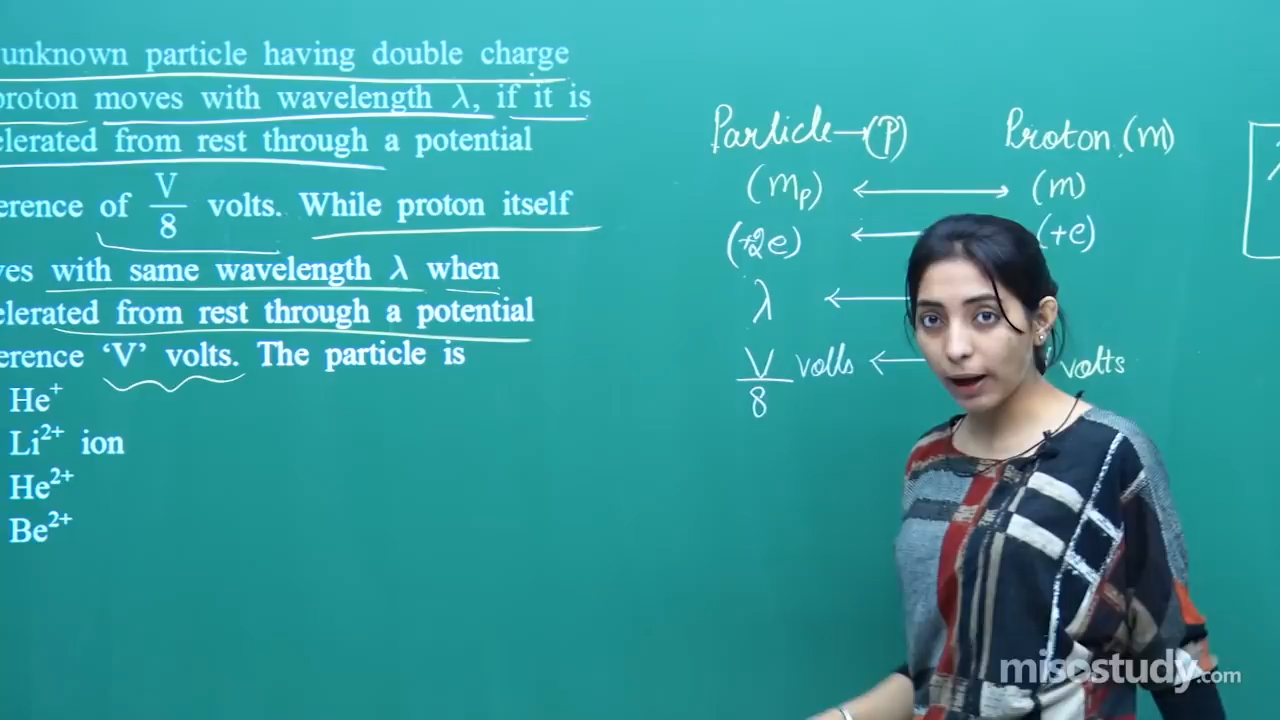 unknown particle having double charge
proton moves with wavelength λ, if it is
elerated from rest through a potential
erence of V/8 volts. While proton itself
ves with same wavelength λ when
elerated from rest through a potential
erence ‘V’ volts. The particle is
He⁺
Li²⁺ ion
He²⁺
Be²⁺
Particle → (P) Proton (m)
(mₚ) ↔ (m)
(+2e) ← (+e)
λ ←
V/8 volts ← volts
misostudy.com